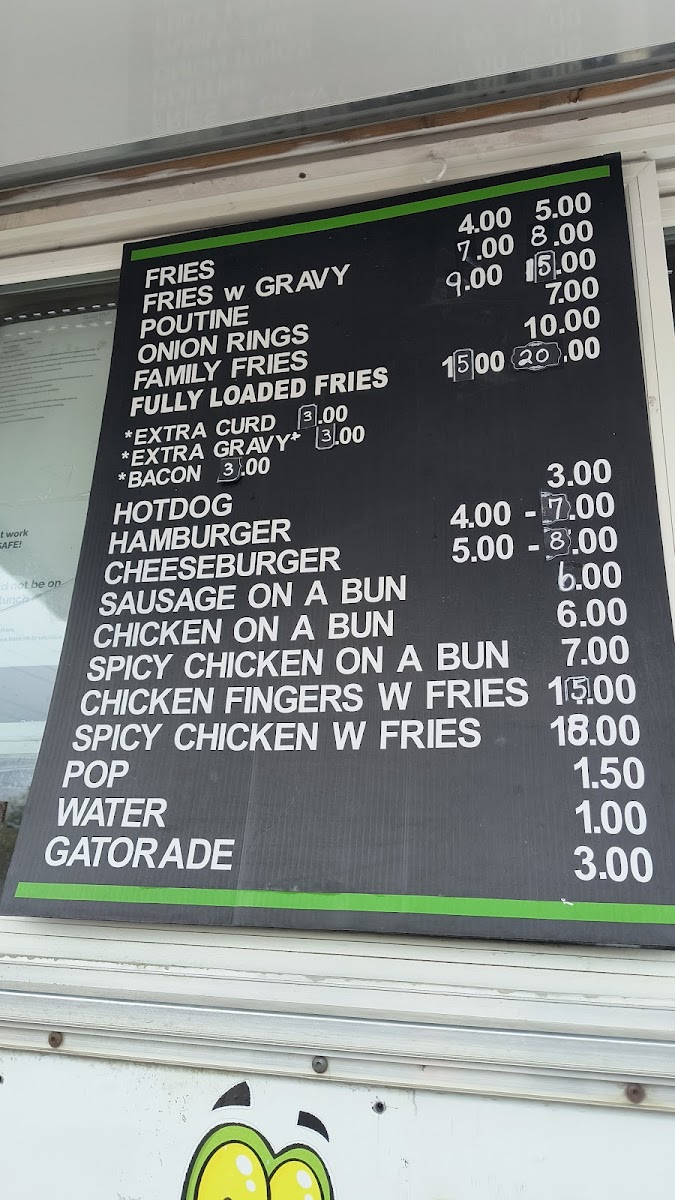 FRIES 4.00 5.00
FRIES w GRAVY 7.00 8.00
POUTINE 9.00 15.00
ONION RINGS 7.00
FAMILY FRIES 10.00
FULLY LOADED FRIES 15.00 20.00
*EXTRA CURD 3.00
*EXTRA GRAVY+ 3.00
*BACON 3.00
HOTDOG 3.00
HAMBURGER 4.00 - 7.00
CHEESEBURGER 5.00 - 8.00
SAUSAGE ON A BUN 6.00
CHICKEN ON A BUN 6.00
SPICY CHICKEN ON A BUN 7.00
CHICKEN FINGERS W FRIES 15.00
SPICY CHICKEN W FRIES 18.00
POP 1.50
WATER 1.00
GATORADE 3.00